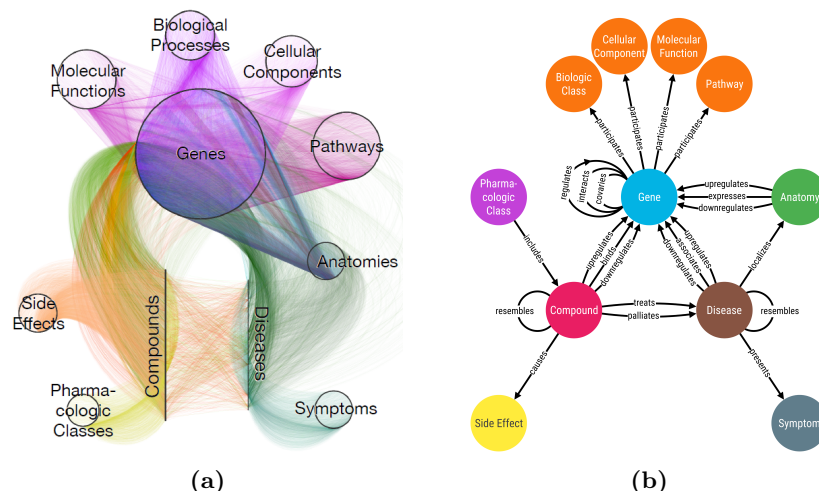 Biological
Processes
Molecular
Functions
Cellular
Components
Genes
Pathways
Anatomies
Side
Effects
Compounds
Diseases
Pharma-
cologic
Classes
Symptoms
(a)
Cellular
Component
Molecular
Function
Biologic
Class
Pathway
participates
participates
participates
participates
Pharma-
cologic
Class
regulates
interacts
covaries
Gene
upregulates
expresses
downregulates
Anatomy
includes
upregulates
binds
downregulates
upregulates
associates
downregulates
localizes
resembles
Compound
treats
palliates
Disease
resembles
causes
presents
Side Effect
Symptom
(b)